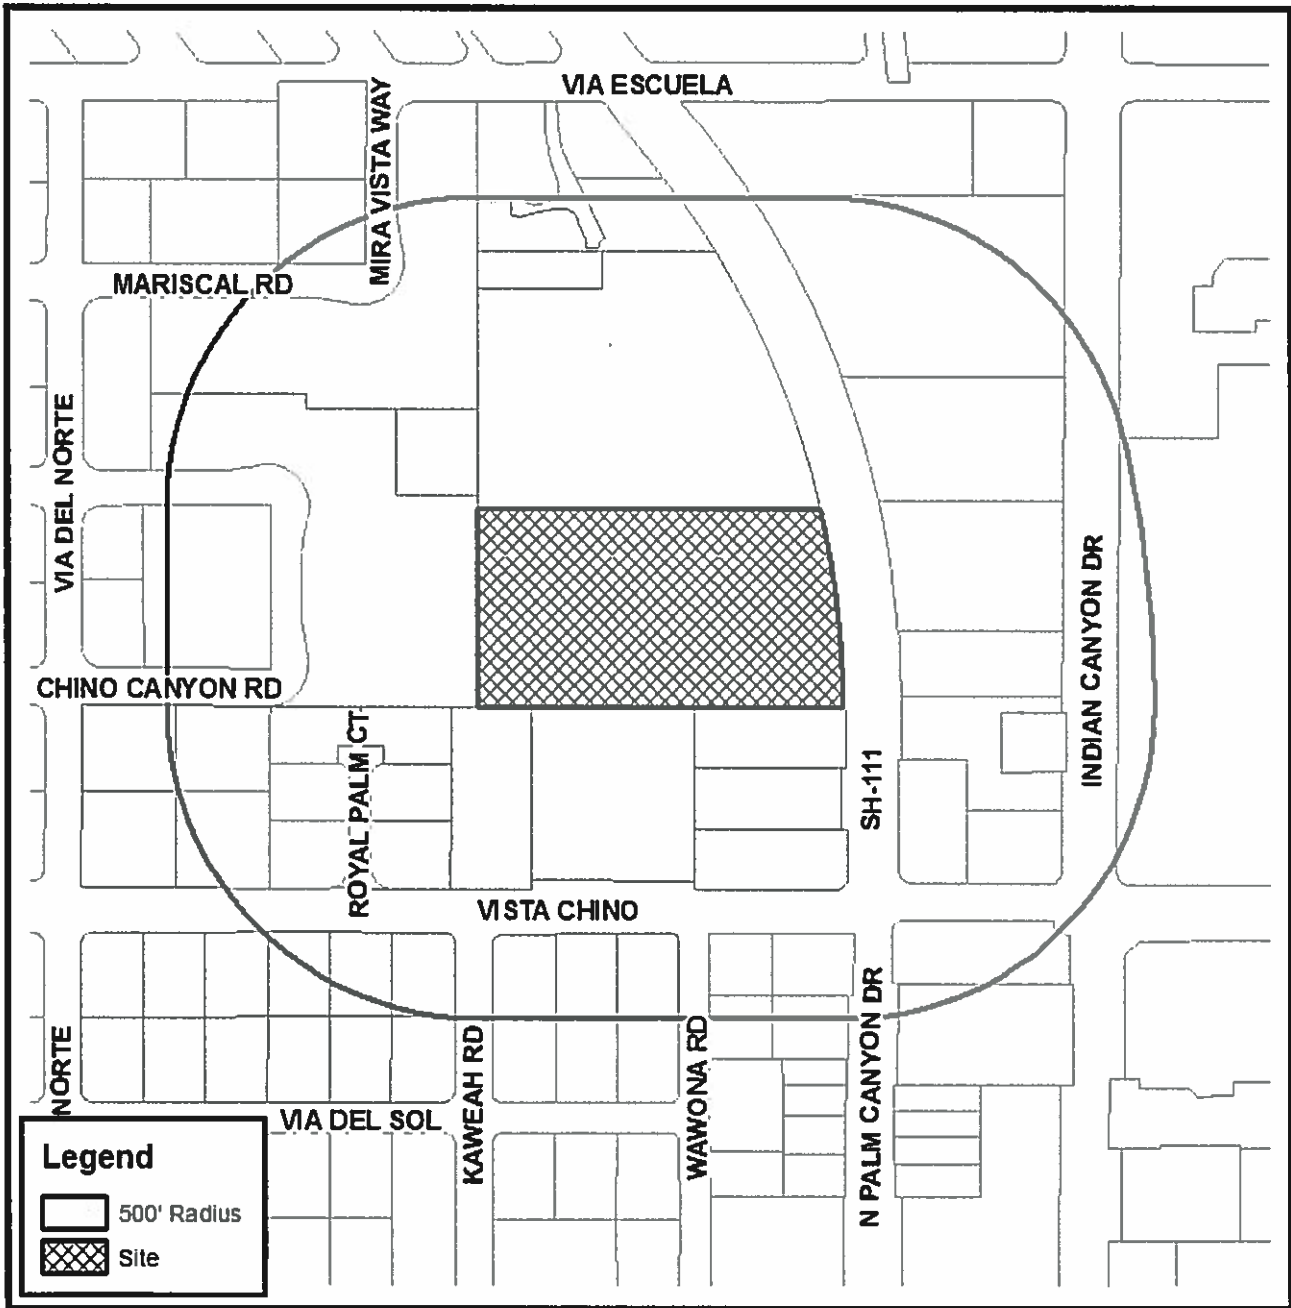 VIA ESCUELA
MIRA VISTA WAY
MARISCAL RD
VIA DEL NORTE
INDIAN CANYON DR
CHINO CANYON RD
ROYAL PALM CT
SH-111
VISTA CHINO
NORTE
KAWEAH RD
WAWONA RD
N PALM CANYON DR
VIA DEL SOL
Legend
500' Radius
Site